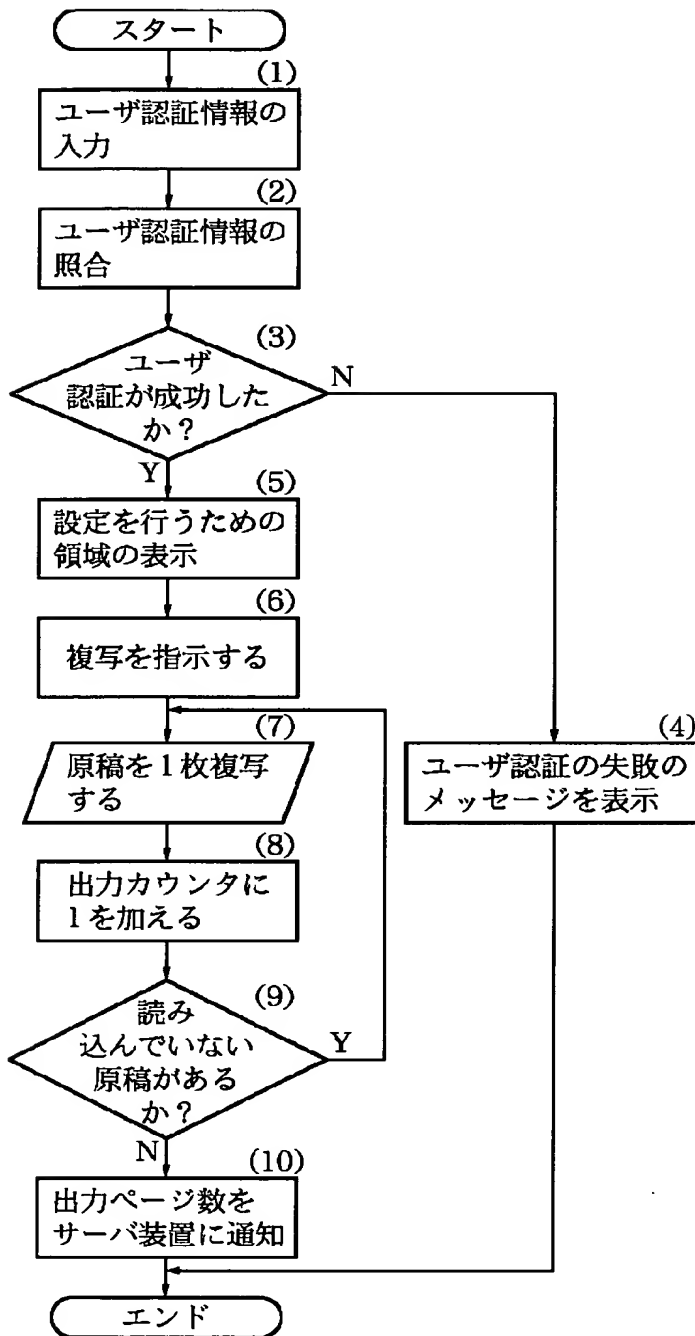 スタート
(1)
ユーザ認証情報の
入力
(2)
ユーザ認証情報の
照合
(3)
ユーザ
認証が成功した
か？
N
Y
(5)
設定を行うための
領域の表示
(6)
複写を指示する
(7)
原稿を1枚複写
する
(4)
ユーザ認証の失敗の
メッセージを表示
(8)
出力カウンタに
1を加える
(9)
読み
込んでいない
原稿がある
か？
Y
N
(10)
出力ページ数を
サーバ装置に通知
エンド